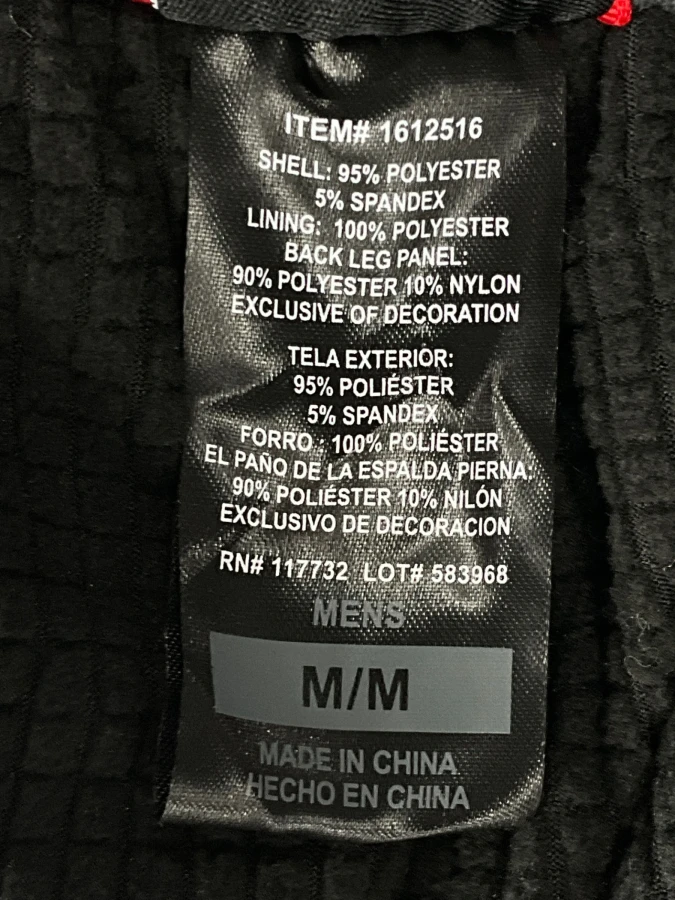 ITEM# 1612516
SHELL: 95% POLYESTER
5% SPANDEX
LINING: 100% POLYESTER
BACK LEG PANEL:
90% POLYESTER 10% NYLON
EXCLUSIVE OF DECORATION
TELA EXTERIOR:
95% POLIÉSTER
5% SPANDEX
FORRO : 100% POLIÉSTER
EL PAÑO DE LA ESPALDA PIERNA:
90% POLIÉSTER 10% NILÓN
EXCLUSIVO DE DECORACION
RN# 117732 LOT# 583968
MENS
M/M
MADE IN CHINA
HECHO EN CHINA